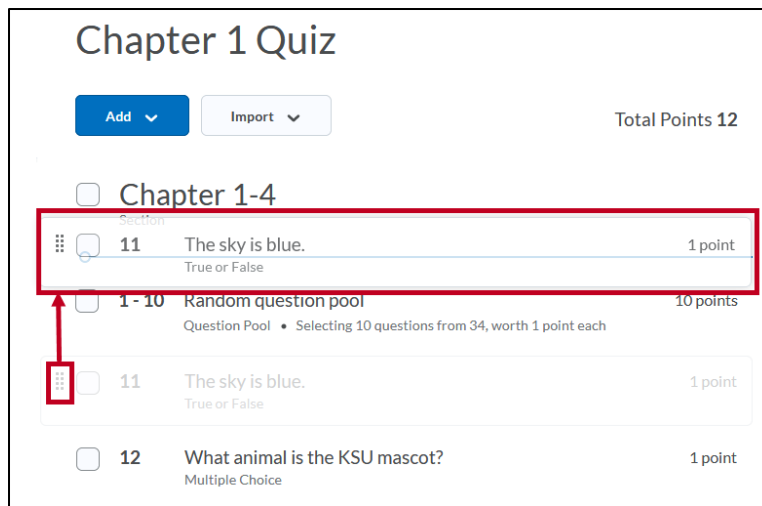 Chapter 1 Quiz
Add Import Total Points 12
Chapter 1-4
Section
11 The sky is blue. 1 point
True or False
1 - 10 Random question pool 10 points
Question Pool • Selecting 10 questions from 34, worth 1 point each
11 The sky is blue. 1 point
True or False
12 What animal is the KSU mascot? 1 point
Multiple Choice